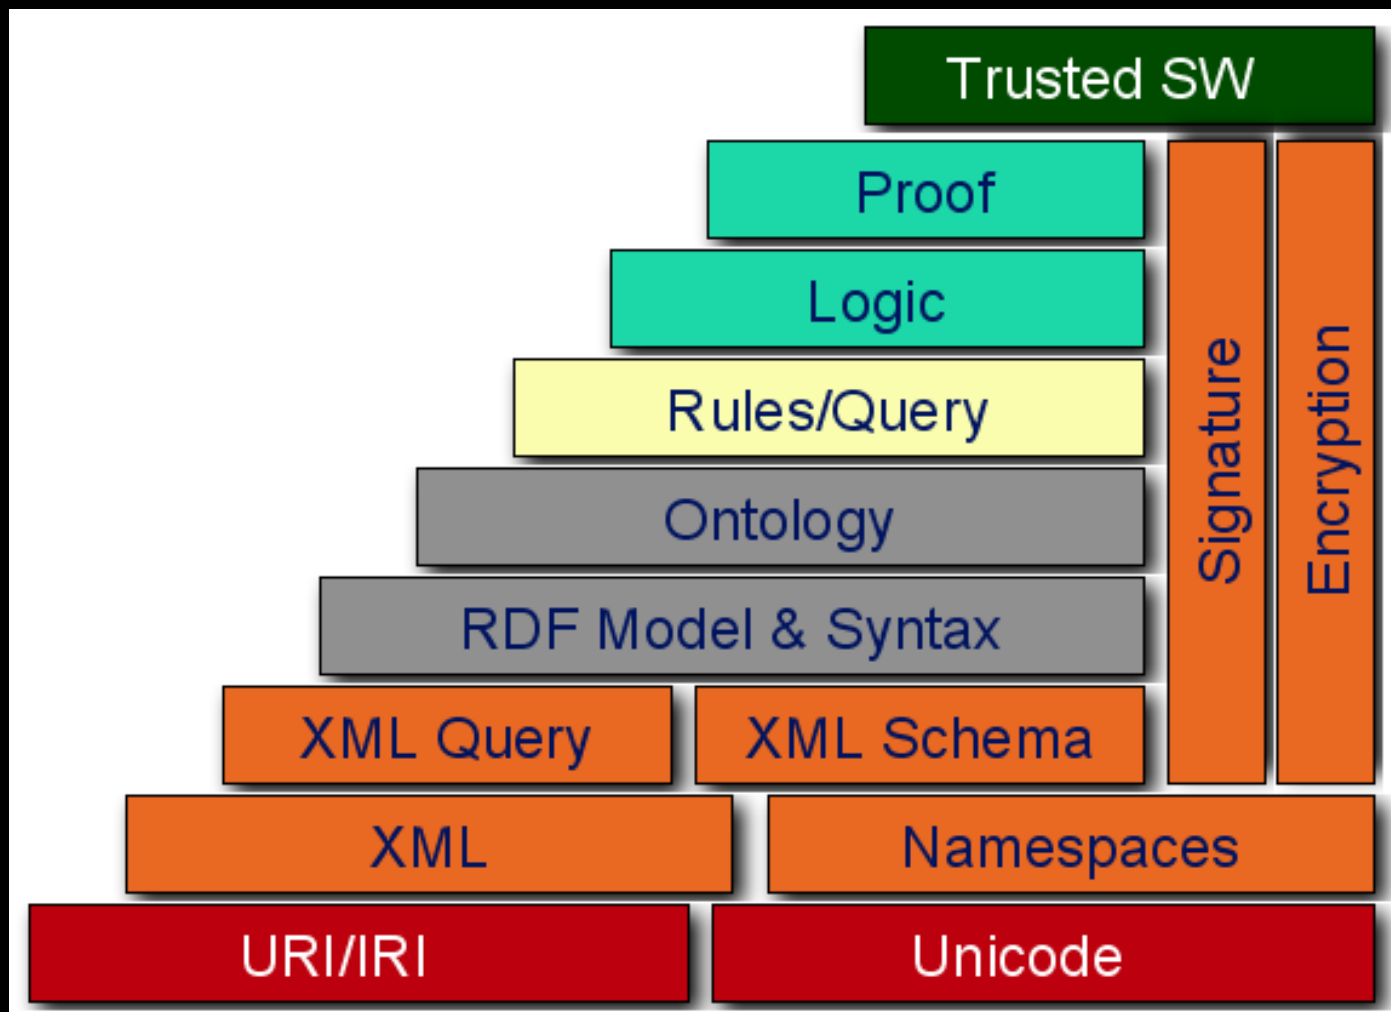 Trusted SW
Proof
Logic
Rules/Query
Ontology
RDF Model & Syntax
Signature
Encryption
XML Query
XML Schema
XML
Namespaces
URI/IRI
Unicode